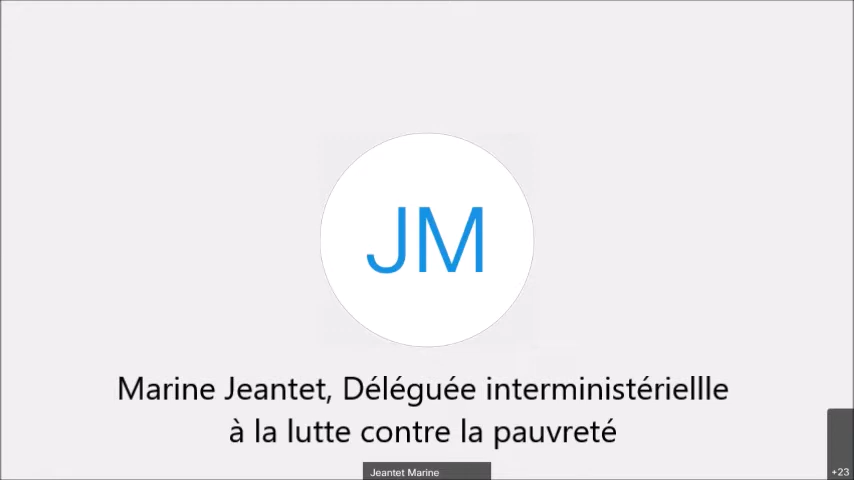 JM
Marine Jeantet, Déléguée interministériellle
à la lutte contre la pauvreté
Jeantet Marine
+23